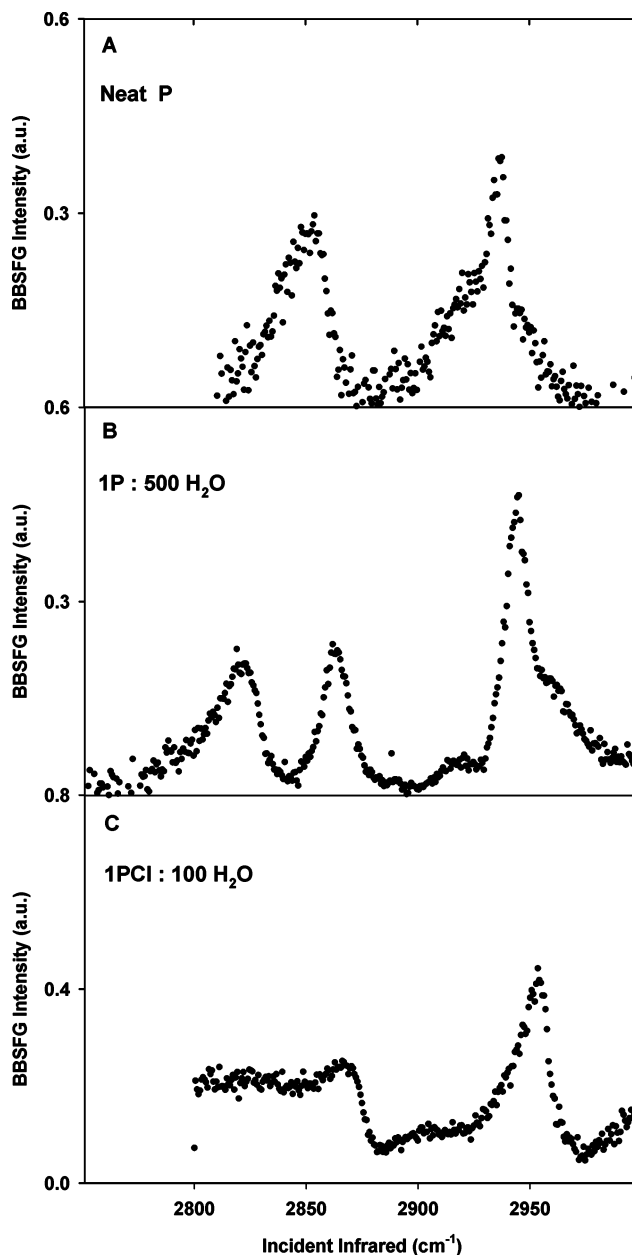 0.6
A
Neat P
BBSFG Intensity (a.u.)
0.3
0.6
B
1P : 500 H₂O
BBSFG Intensity (a.u.)
0.3
0.8
C
1PCl : 100 H₂O
BBSFG Intensity (a.u.)
0.4
0.0
2800 2850 2900 2950
Incident Infrared (cm⁻¹)